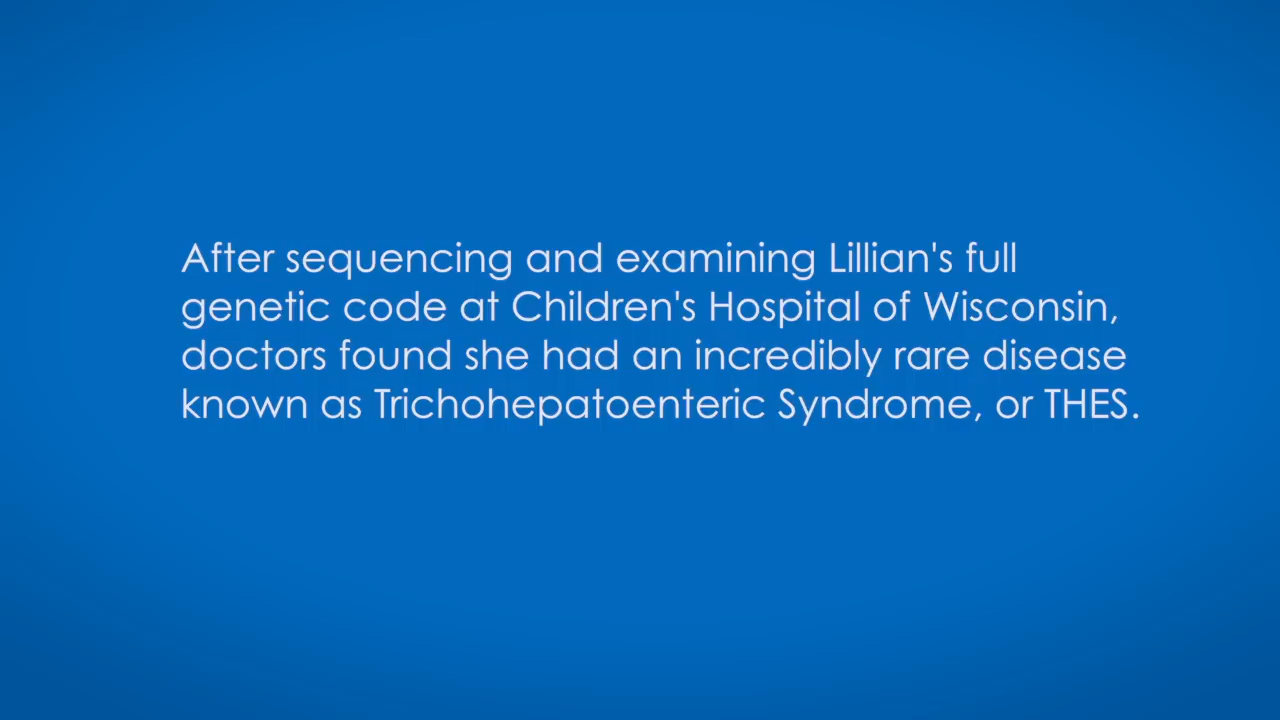 After sequencing and examining Lillian's full
genetic code at Children's Hospital of Wisconsin,
doctors found she had an incredibly rare disease
known as Trichohepatoenteric Syndrome, or THES.